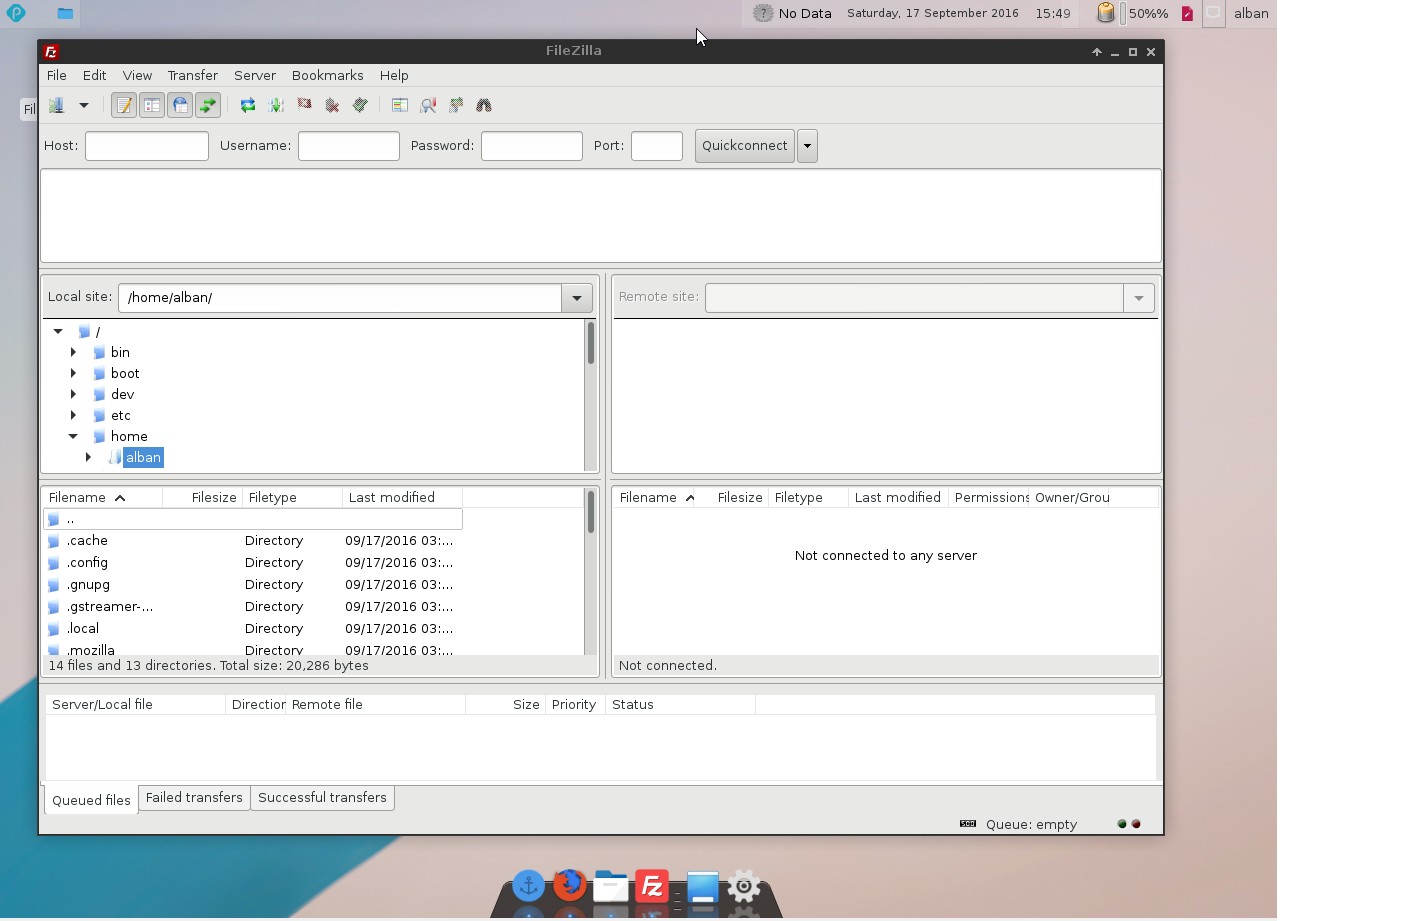 No Data Saturday, 17 September 2016 15:49 50%% alban
FileZilla
File Edit View Transfer Server Bookmarks Help
Fil
Host: Username: Password: Port: Quickconnect
Local site: /home/alban/
Remote site:
/
bin
boot
dev
etc
home
alban
Filename Filesize Filetype Last modified
..
.cache Directory 09/17/2016 03:...
.config Directory 09/17/2016 03:...
.gnupg Directory 09/17/2016 03:...
.gstreamer-... Directory 09/17/2016 03:...
.local Directory 09/17/2016 03:...
.mozilla Directory 09/17/2016 03:...
14 files and 13 directories. Total size: 20,286 bytes
Filename Filesize Filetype Last modified Permissions Owner/Grou
Not connected to any server
Not connected.
Server/Local file Direction Remote file Size Priority Status
Queued files Failed transfers Successful transfers
Queue: empty